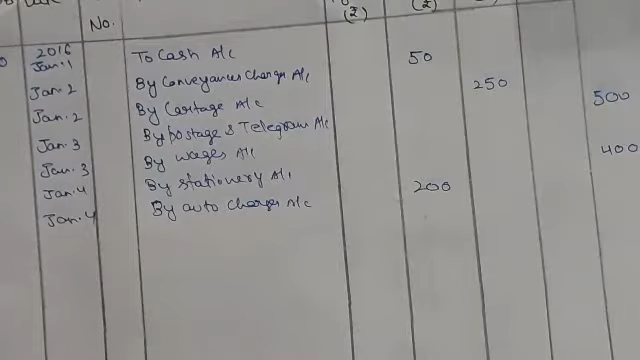 No. (₹) (₹)
2016
Jan.1 To Cash A/c 50
Jan.2 By Conveyances Charges A/c 250
Jan.2 By Cartage A/c 500
Jan.3 By postage & Telegram A/c
Jan.3 By wages A/c 400
Jan.4 By stationery A/c 200
Jan.4 By auto Charges A/c